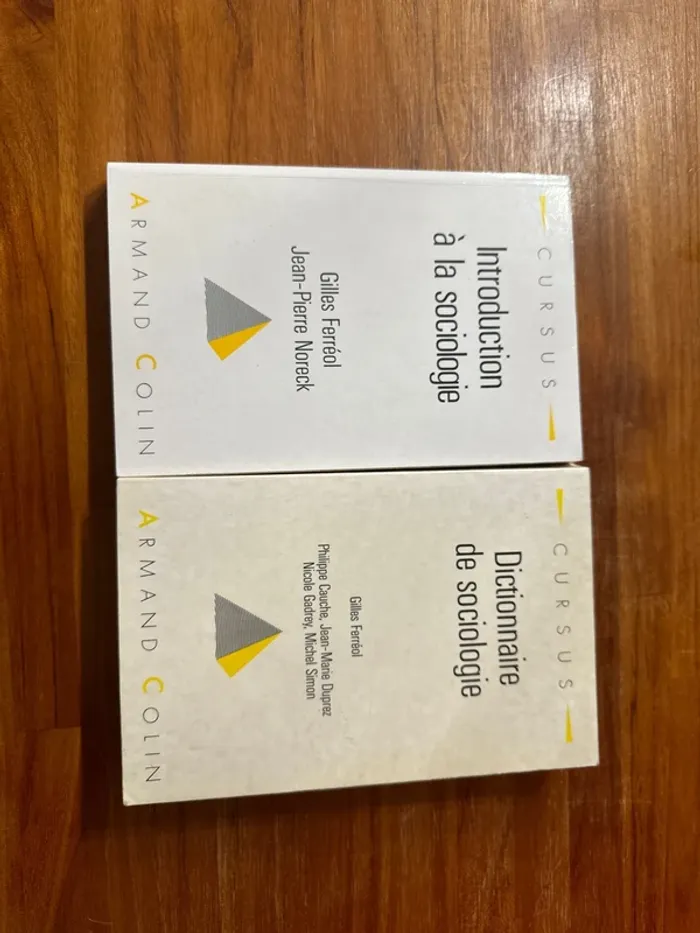 CURSUS
Introduction
à la sociologie
Gilles Ferréol
Jean-Pierre Noreck
ARMAND COLIN
CURSUS
Dictionnaire
de sociologie
Gilles Ferréol
Philippe Cauche, Jean-Marie Duprez
Nicole Gadrey, Michel Simon
ARMAND COLIN